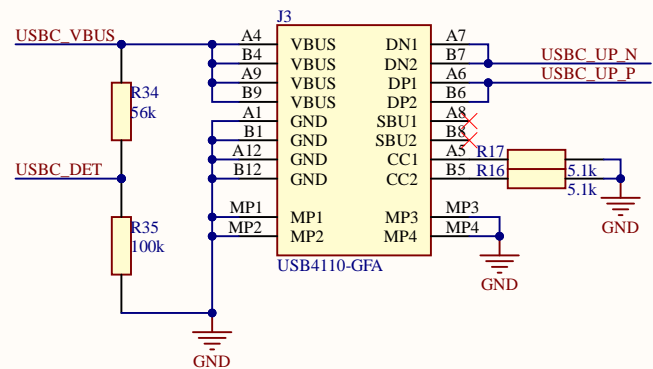 J3
USBC_VBUS
A4 VBUS DN1 A7
B4 VBUS DN2 B7 USBC_UP_N
A9 VBUS DP1 A6 USBC_UP_P
B9 VBUS DP2 B6
R34
56k
A1 GND SBU1 A8
B1 GND SBU2 B8
A12 GND CC1 A5 R17 5.1k
USBC_DET
B12 GND CC2 B5 R16 5.1k
R35
100k
MP1 MP1 MP3 MP3
MP2 MP2 MP4 MP4
GND
USB4110-GFA
GND
GND